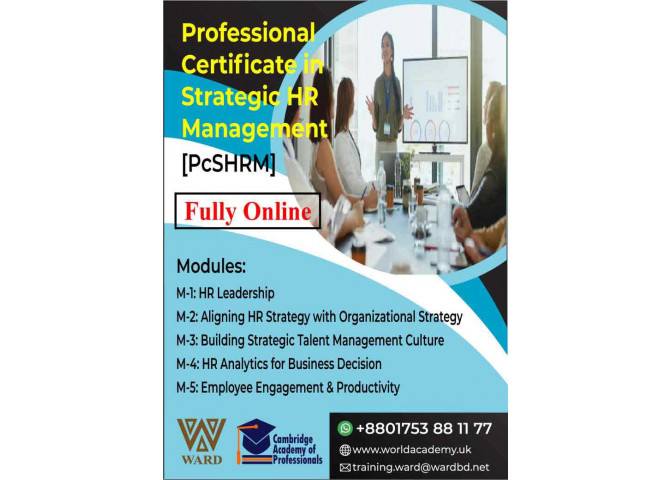 Professional
Certificate in
Strategic HR
Management
[PcSHRM]
Fully Online
Modules:
M-1: HR Leadership
M-2: Aligning HR Strategy with Organizational Strategy
M-3: Building Strategic Talent Management Culture
M-4: HR Analytics for Business Decision
M-5: Employee Engagement & Productivity
WARD
Cambridge
Academy of
Professionals
+8801753 88 11 77
www.worldacademy.uk
training.ward@wardbd.net